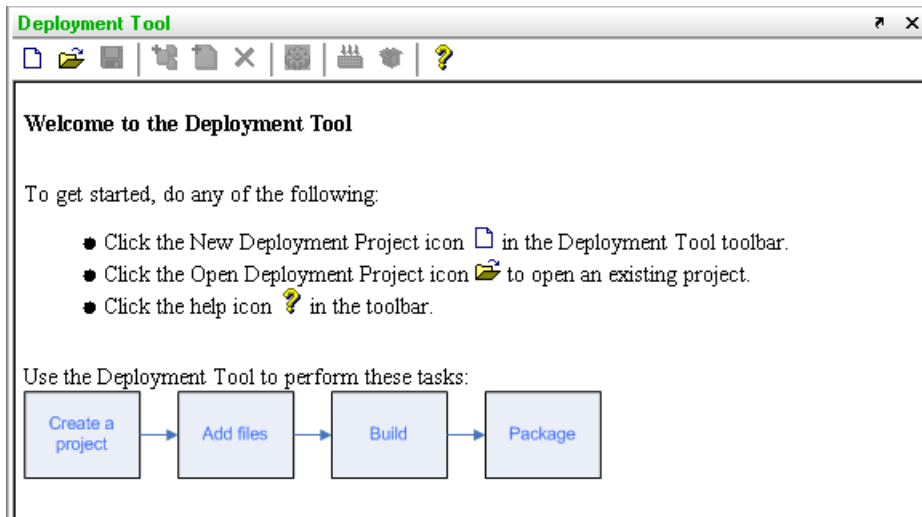 Deployment Tool
Welcome to the Deployment Tool
To get started, do any of the following:
Click the New Deployment Project icon in the Deployment Tool toolbar.
Click the Open Deployment Project icon to open an existing project.
Click the help icon ? in the toolbar.
Use the Deployment Tool to perform these tasks:
Create a
project
Add files
Build
Package